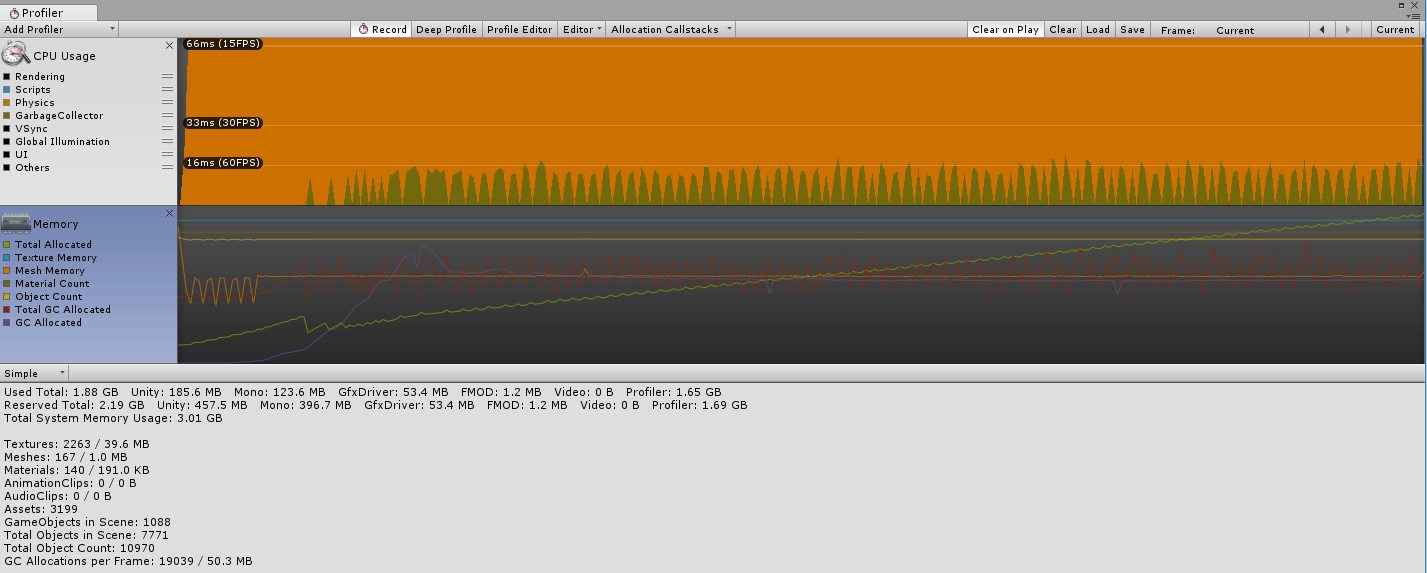 Profiler
Add Profiler Record Deep Profile Profile Editor Editor Allocation Callstacks Clear on Play Clear Load Save Frame: Current Current
CPU Usage
Rendering
Scripts
Physics
GarbageCollector
VSync
Global Illumination
UI
Others
66ms (15FPS)
33ms (30FPS)
16ms (60FPS)
Memory
Total Allocated
Texture Memory
Mesh Memory
Material Count
Object Count
Total GC Allocated
GC Allocated
Simple
Used Total: 1.88 GB Unity: 185.6 MB Mono: 123.6 MB GfxDriver: 53.4 MB FMOD: 1.2 MB Video: 0 B Profiler: 1.65 GB
Reserved Total: 2.19 GB Unity: 457.5 MB Mono: 396.7 MB GfxDriver: 53.4 MB FMOD: 1.2 MB Video: 0 B Profiler: 1.69 GB
Total System Memory Usage: 3.01 GB
Textures: 2263 / 39.6 MB
Meshes: 167 / 1.0 MB
Materials: 140 / 191.0 KB
AnimationClips: 0 / 0 B
AudioClips: 0 / 0 B
Assets: 3199
GameObjects in Scene: 1088
Total Objects in Scene: 7771
Total Object Count: 10970
GC Allocations per Frame: 19039 / 50.3 MB